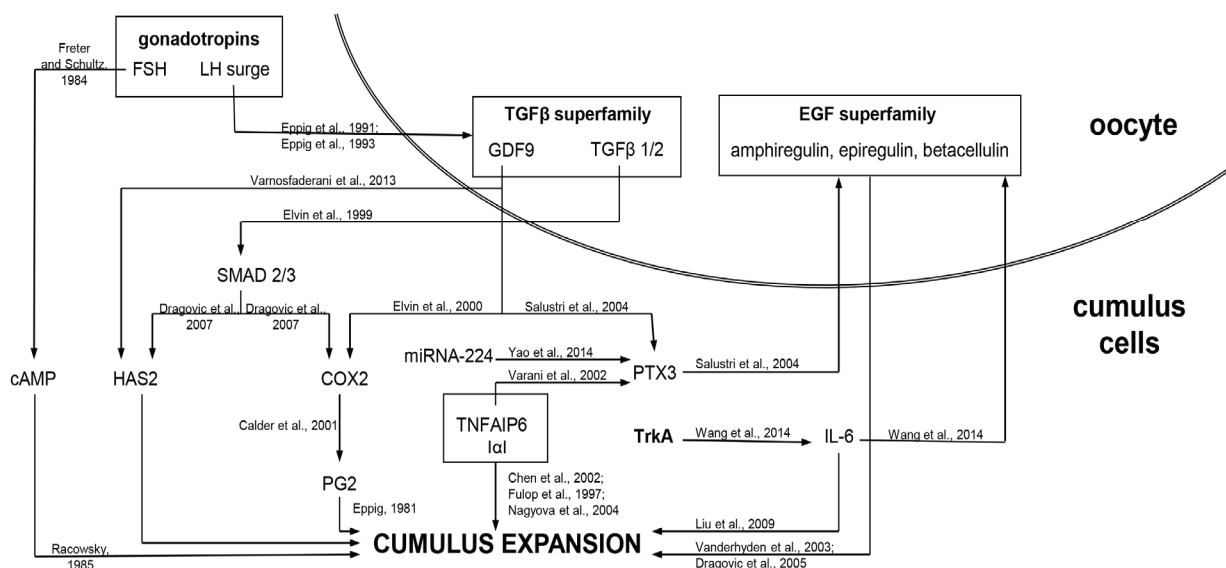 gonadotropins
FSH LH surge
Freter
and Schultz,
1984
Eppig et al., 1991;
Eppig et al., 1993
TGFβ superfamily
GDF9 TGFβ 1/2
EGF superfamily
amphiregulin, epiregulin, betacellulin
oocyte
Varnosfaderani et al., 2013
Elvin et al., 1999
SMAD 2/3
Dragovic et al.,
2007
Dragovic et al.,
2007
Elvin et al., 2000
Salustri et al., 2004
cumulus
cells
cAMP
HAS2
COX2
miRNA-224
Yao et al., 2014
Varani et al., 2002
PTX3
Salustri et al., 2004
Calder et al., 2001
TNFAIP6
IαI
TrkA
Wang et al., 2014
IL-6
Wang et al., 2014
PG2
Chen et al., 2002;
Fulop et al., 1997;
Nagyova et al., 2004
Eppig, 1981
Liu et al., 2009
CUMULUS EXPANSION
Racowsky,
1985
Vanderhyden et al., 2003;
Dragovic et al., 2005